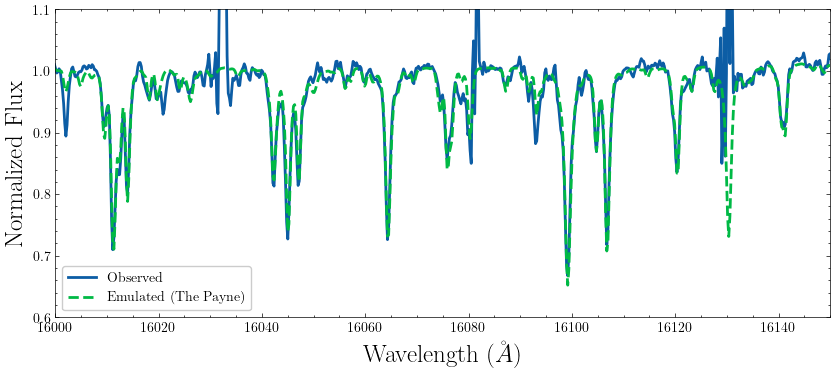 1.1
1.0
0.9
0.8
0.7
0.6
Normalized Flux
Observed
Emulated (The Payne)
16000 16020 16040 16060 16080 16100 16120 16140
Wavelength (Å)